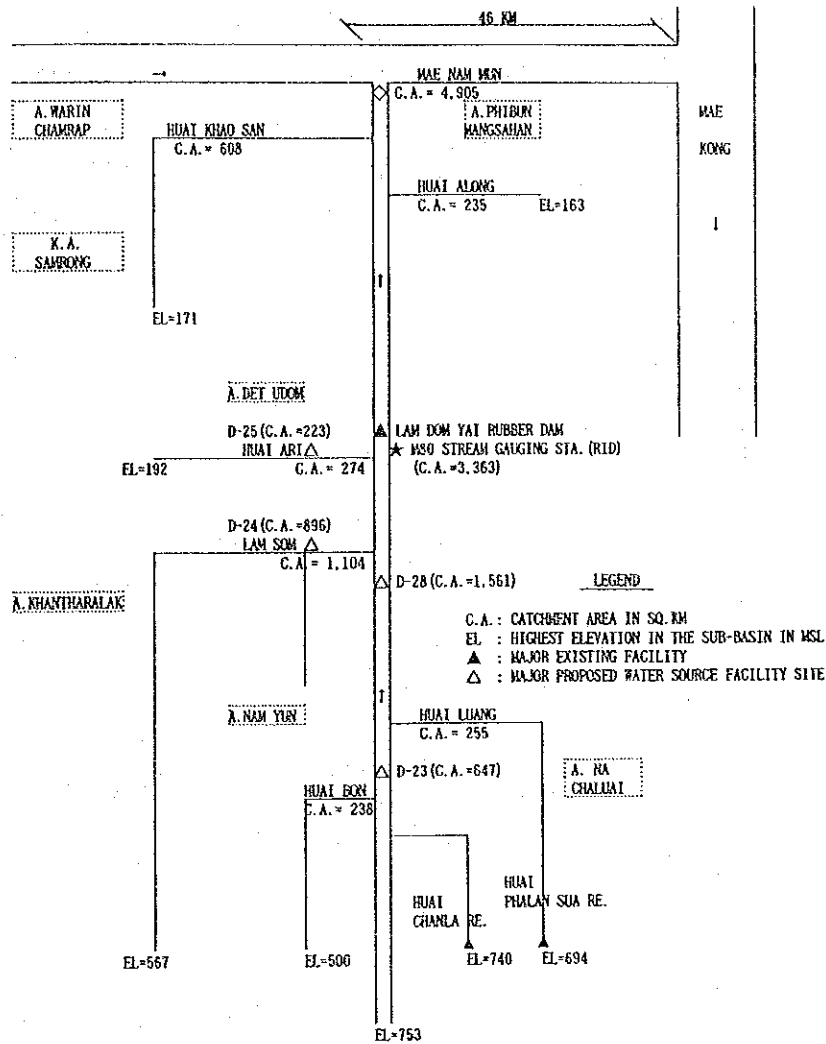 46 KM
MAE NAM MUN
C.A. = 4,905
A.WARIN
CHAMRAP
A.PHIBUN
MANGSAHAN
MAE
KONG
HUAI KHAO SAN
C.A.= 608
HUAI ALONG
C.A.= 235 EL=163
K.A.
SAMRONG
EL=171
A.DET UDOM
D-25(C.A.=223)
LAM DOM YAI RUBBER DAM
HUAI ARI
M80 STREAM GAUGING STA.(RID)
EL=192
C.A.= 274
(C.A.=3,363)
D-24(C.A.=896)
LAM SOM
C.A = 1,104
D-28(C.A.=1,561)
LEGEND
A.KHANTHARALAK
C.A.: CATCHMENT AREA IN SQ.KM
EL : HIGHEST ELEVATION IN THE SUB-BASIN IN MSL
▲ : MAJOR EXISTING FACILITY
△ : MAJOR PROPOSED WATER SOURCE FACILITY SITE
A.NAM YUN
HUAI LUANG
C.A.= 255
D-23(C.A.=647)
A. NA
CHALUAI
HUAI BON
C.A.= 238
HUAI
CHANLA RE.
HUAI
PHALAN SUA RE.
EL=567
EL=500
EL=740
EL=694
EL=753